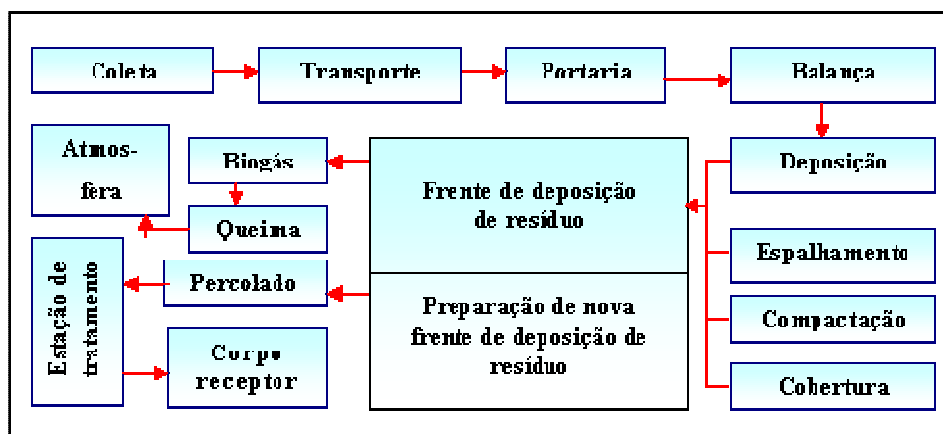 Coleta
Transporte
Portaria
Balança
Atmos-
fera
Biogás
Queima
Frente de deposição
de resíduo
Deposição
Espalhamento
Compactação
Cobertura
Estação de
tratamento
Percolado
Corpo
receptor
Preparação de nova
frente de deposição de
resíduo